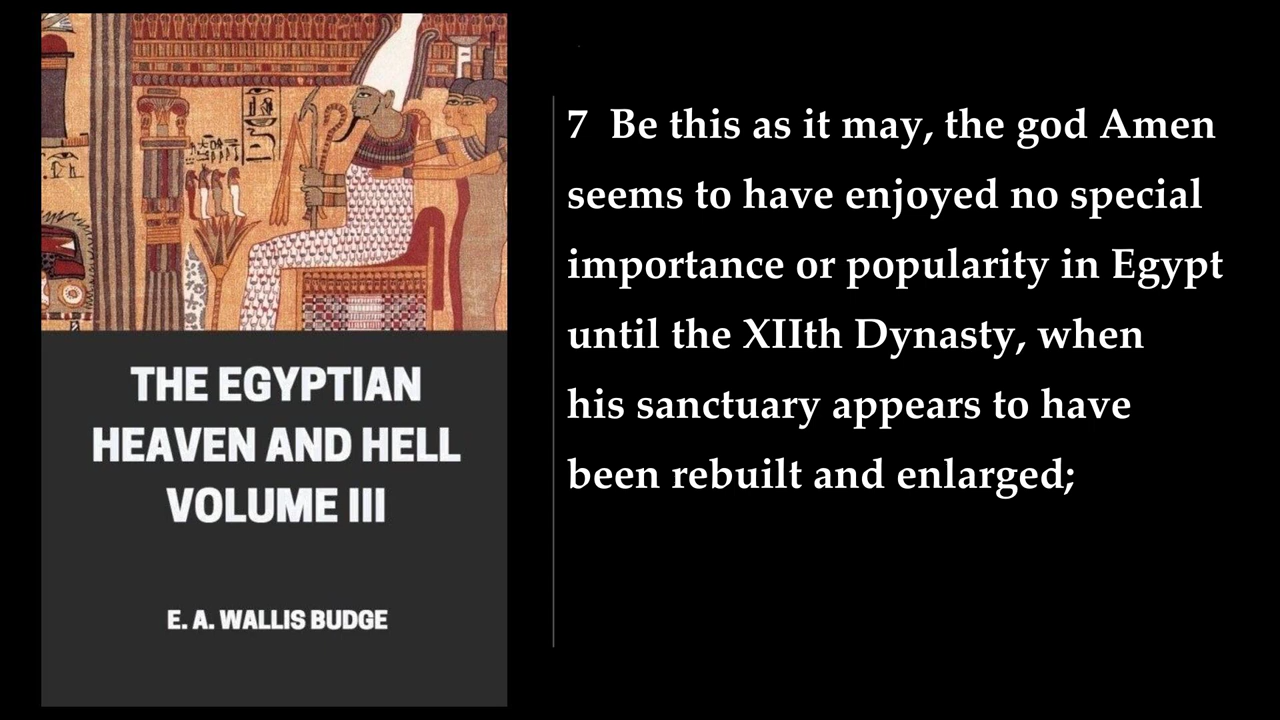 THE EGYPTIAN
HEAVEN AND HELL
VOLUME III
E. A. WALLIS BUDGE
7 Be this as it may, the god Amen
seems to have enjoyed no special
importance or popularity in Egypt
until the XIIth Dynasty, when
his sanctuary appears to have
been rebuilt and enlarged;